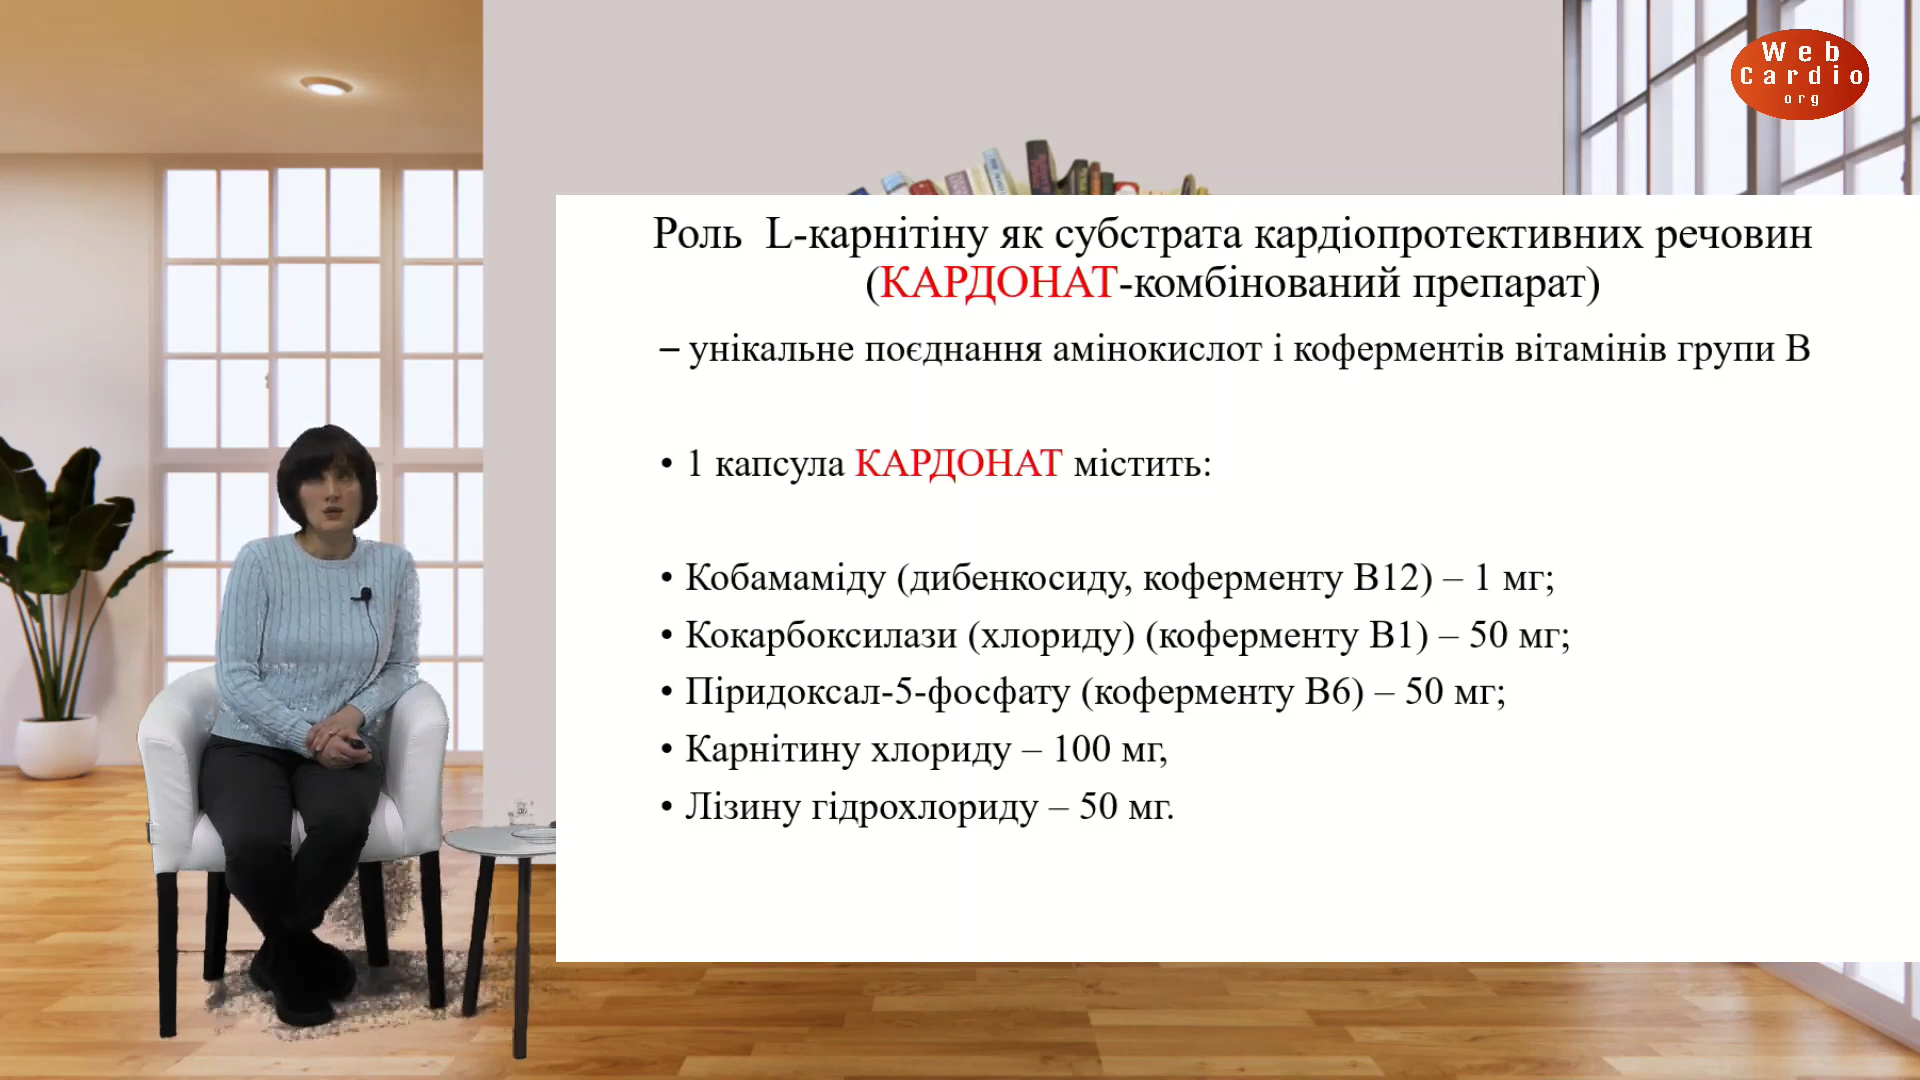 Web
Cardio
org
Роль L-карнітіну як субстрата кардіопротективних речовин
(КАРДОНАТ-комбінований препарат)
– унікальне поєднання амінокислот і коферментів вітамінів групи В
• 1 капсула КАРДОНАТ містить:
• Кобамаміду (дибенкосиду, коферменту В12) – 1 мг;
• Кокарбоксилази (хлориду) (коферменту В1) – 50 мг;
• Піридоксал-5-фосфату (коферменту В6) – 50 мг;
• Карнітину хлориду – 100 мг,
• Лізину гідрохлориду – 50 мг.